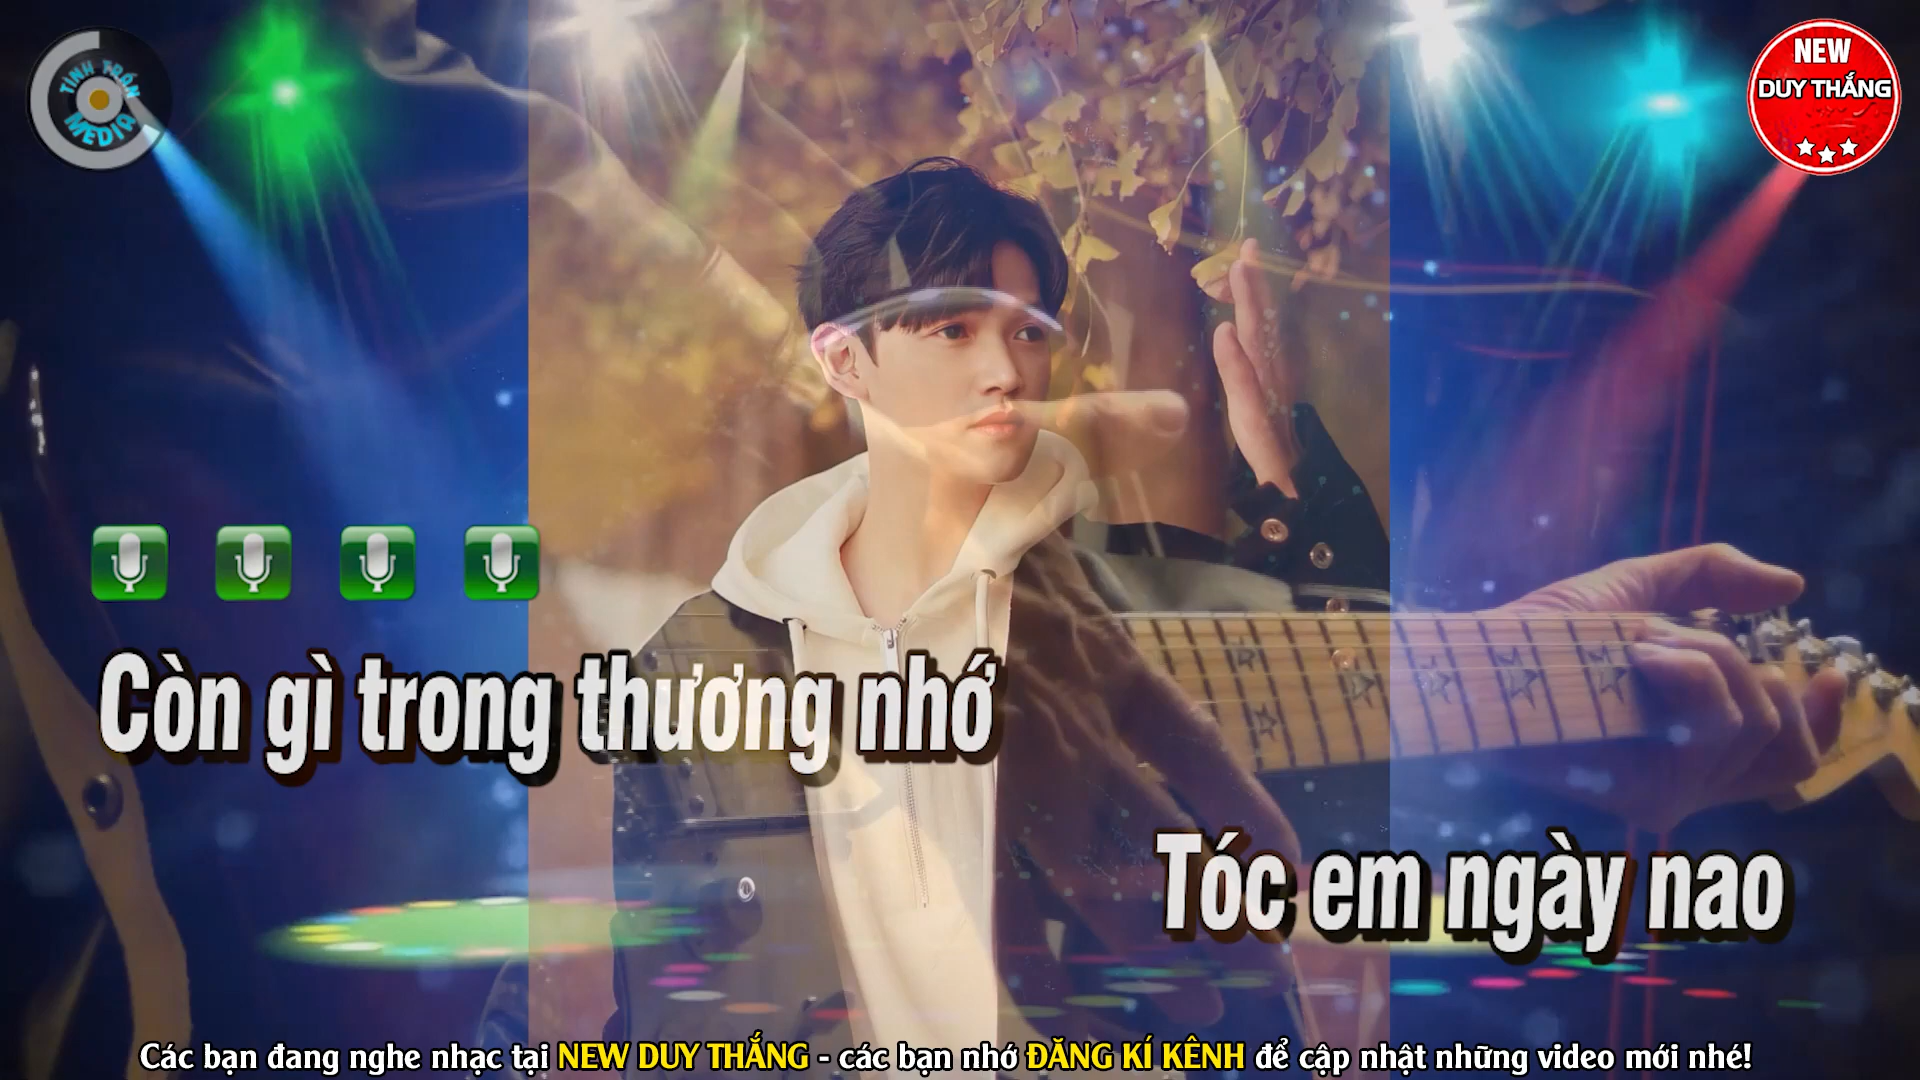 TÌNH TRẦN
MEDIA
NEW
DUY THẮNG
Còn gì trong thương nhớ
Tóc em ngày nao
Các bạn đang nghe nhạc tại NEW DUY THẮNG - các bạn nhớ ĐĂNG KÍ KÊNH để cập nhật những video mới nhé!